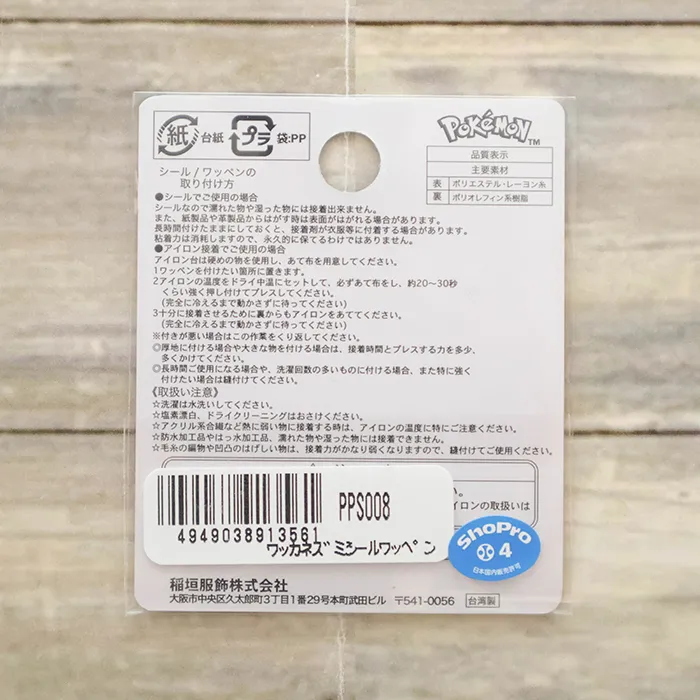 紙 台紙 プラ 袋:PP
Pokémon TM
品質表示
主要素材
表 ポリエステル・レーヨン糸
裏 ポリオレフィン系樹脂
シール/ワッペンの
取り付け方
●シールでご使用の場合
シールなので濡れた物や湿った物には接着出来ません。
また、紙製品や革製品からはがす時は表面がはがれる場合があります。
長時間付けたままにしておくと、接着剤が衣服等に付着する場合があります。
粘着力は消耗しますので、永久的に保てるわけではありません。
●アイロン接着でご使用の場合
アイロン台は硬めの物を使用し、あて布を用意してください。
1ワッペンを付けたい箇所に置きます。
2アイロンの温度をドライ中温にセットして、必ずあて布をし、約20〜30秒
くらい強く押し付けてプレスしてください。
(完全に冷えるまで動かさずに待ってください。)
3十分に接着させるために裏からもアイロンをあててください。
(完全に冷えるまで動かさずに待ってください。)
※付きが悪い場合はこの作業をくり返してください。
◎厚地に付ける場合や大きな物を付ける場合は、接着時間とプレスする力を多少、
多くかけてください。
◎長時間ご使用になる場合や、洗濯回数の多いものに付ける場合、また特に強く
付けたい場合は縫付けてください。
《取扱い注意》
☆洗濯は水洗いしてください。
☆塩素漂白、ドライクリーニングはおさけください。
☆アクリル系合繊など熱に弱い物に接着する時は、アイロンの温度に特にご注意ください。
☆防水加工品やはっ水加工品、濡れた物や湿った物には接着できません。
☆毛糸の編物や凹凸のはげしい物は、接着力がかなり弱くなりますので、縫付けてご使用ください。
イロンの取扱いは
PPS008
4949038913561
ワッカネズミシールワッペン
ShoPro
4
日本国内販売許可
稲垣服飾株式会社
大阪市中央区久太郎町3丁目1番29号本町武田ビル 〒541-0056 台湾製